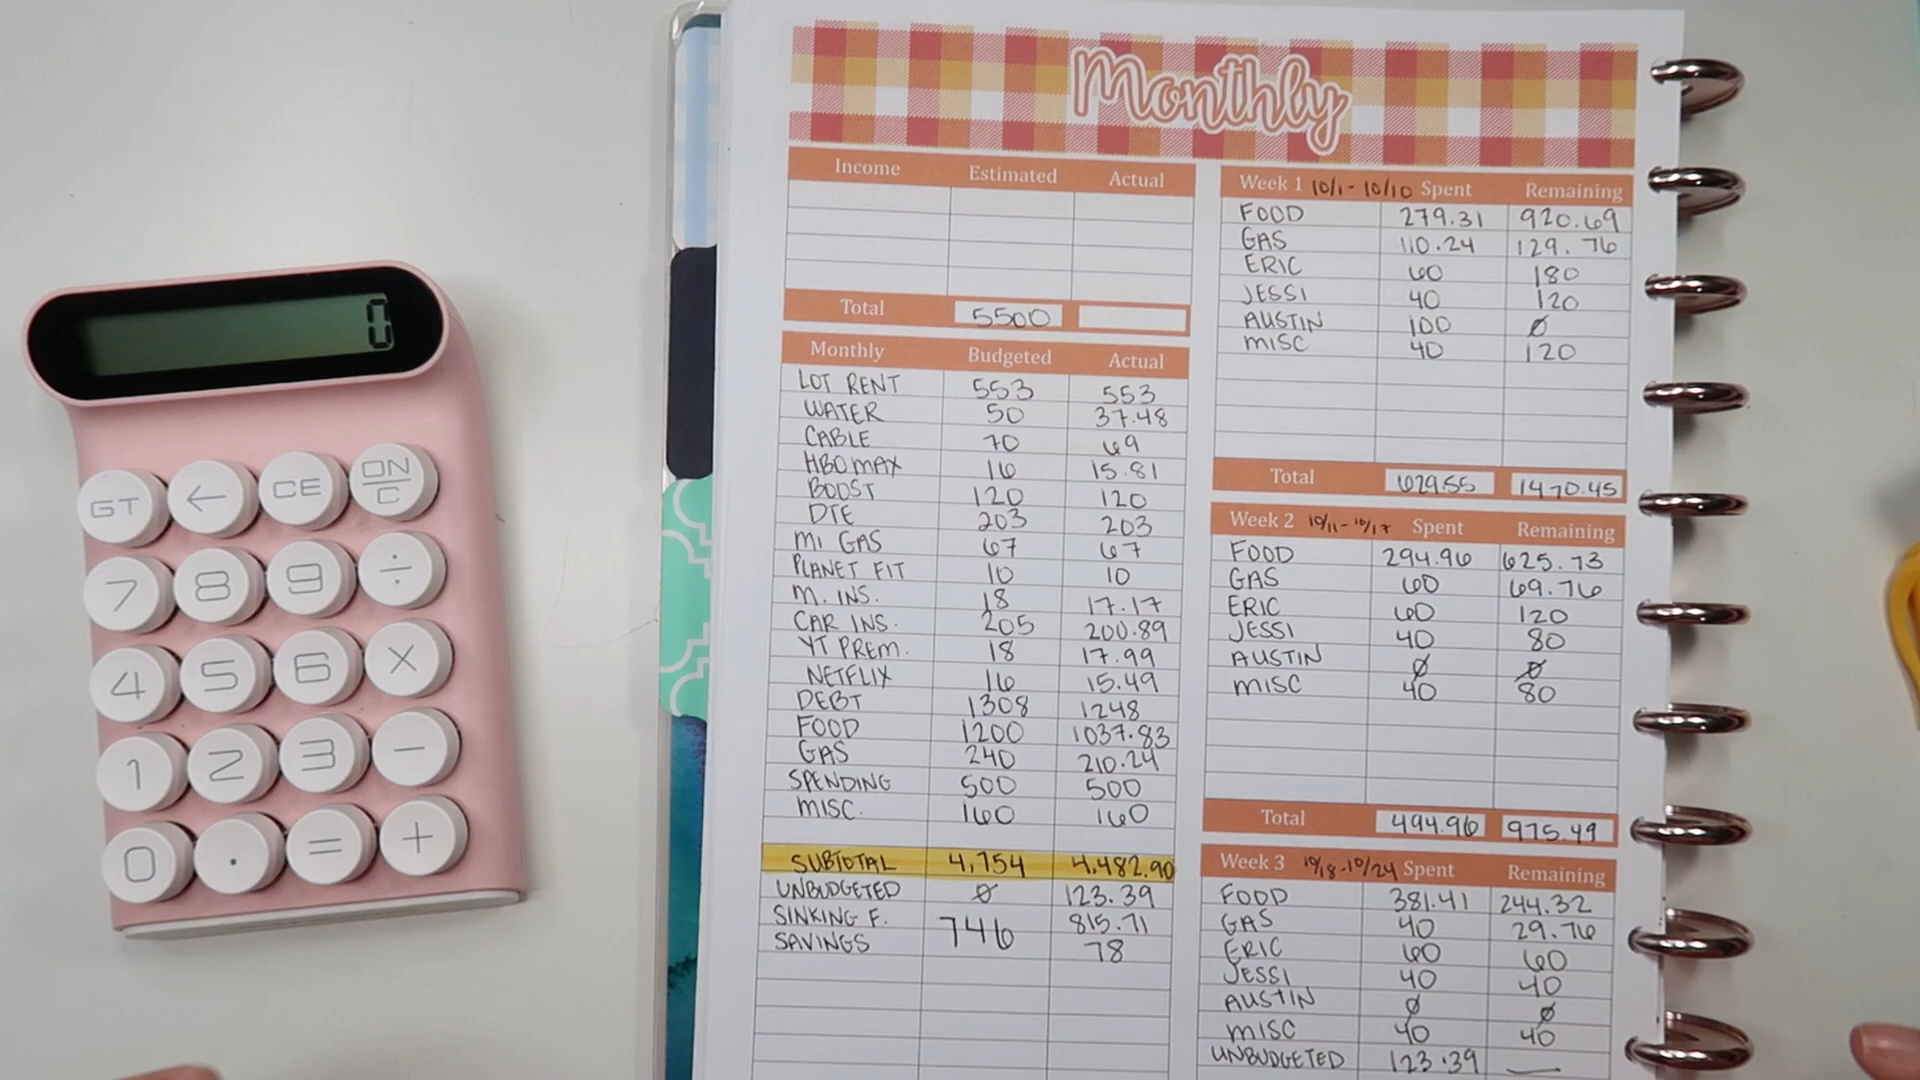 Monthly
Income Estimated Actual
Total 5500
Monthly Budgeted Actual
LOT RENT 553 553
WATER 50 37.48
CABLE 70 69
HBOMAX 16 15.81
BOOST 120 120
DTE 203 203
MI GAS 67 67
PLANET FIT 10 10
M. INS. 18 17.17
CAR INS. 205 200.89
YT PREM. 18 17.99
NETFLIX 16 15.49
DEBT 1308 1248
FOOD 1200 1037.83
GAS 240 210.24
SPENDING 500 500
MISC. 160 160
SUBTOTAL 4,754 4,482.90
UNBUDGETED Ø 123.39
SINKING F. 746 815.71
SAVINGS 78
Week 1 10/1-10/10 Spent Remaining
FOOD 279.31 920.69
GAS 110.24 129.76
ERIC 60 180
JESSI 40 120
AUSTIN 100 Ø
MISC 40 120
Total 629.55 1470.45
Week 2 10/11-10/17 Spent Remaining
FOOD 294.96 625.73
GAS 60 69.76
ERIC 60 120
JESSI 40 80
AUSTIN Ø Ø
MISC 40 80
Total 494.96 975.49
Week 3 10/18-10/24 Spent Remaining
FOOD 381.41 244.32
GAS 40 29.76
ERIC 60 60
JESSI 40 40
AUSTIN Ø Ø
MISC 40 40
UNBUDGETED 123.39 —
0
GT ← CE ON/C
7 8 9 ÷
4 5 6 X
1 2 3 −
0 . = +